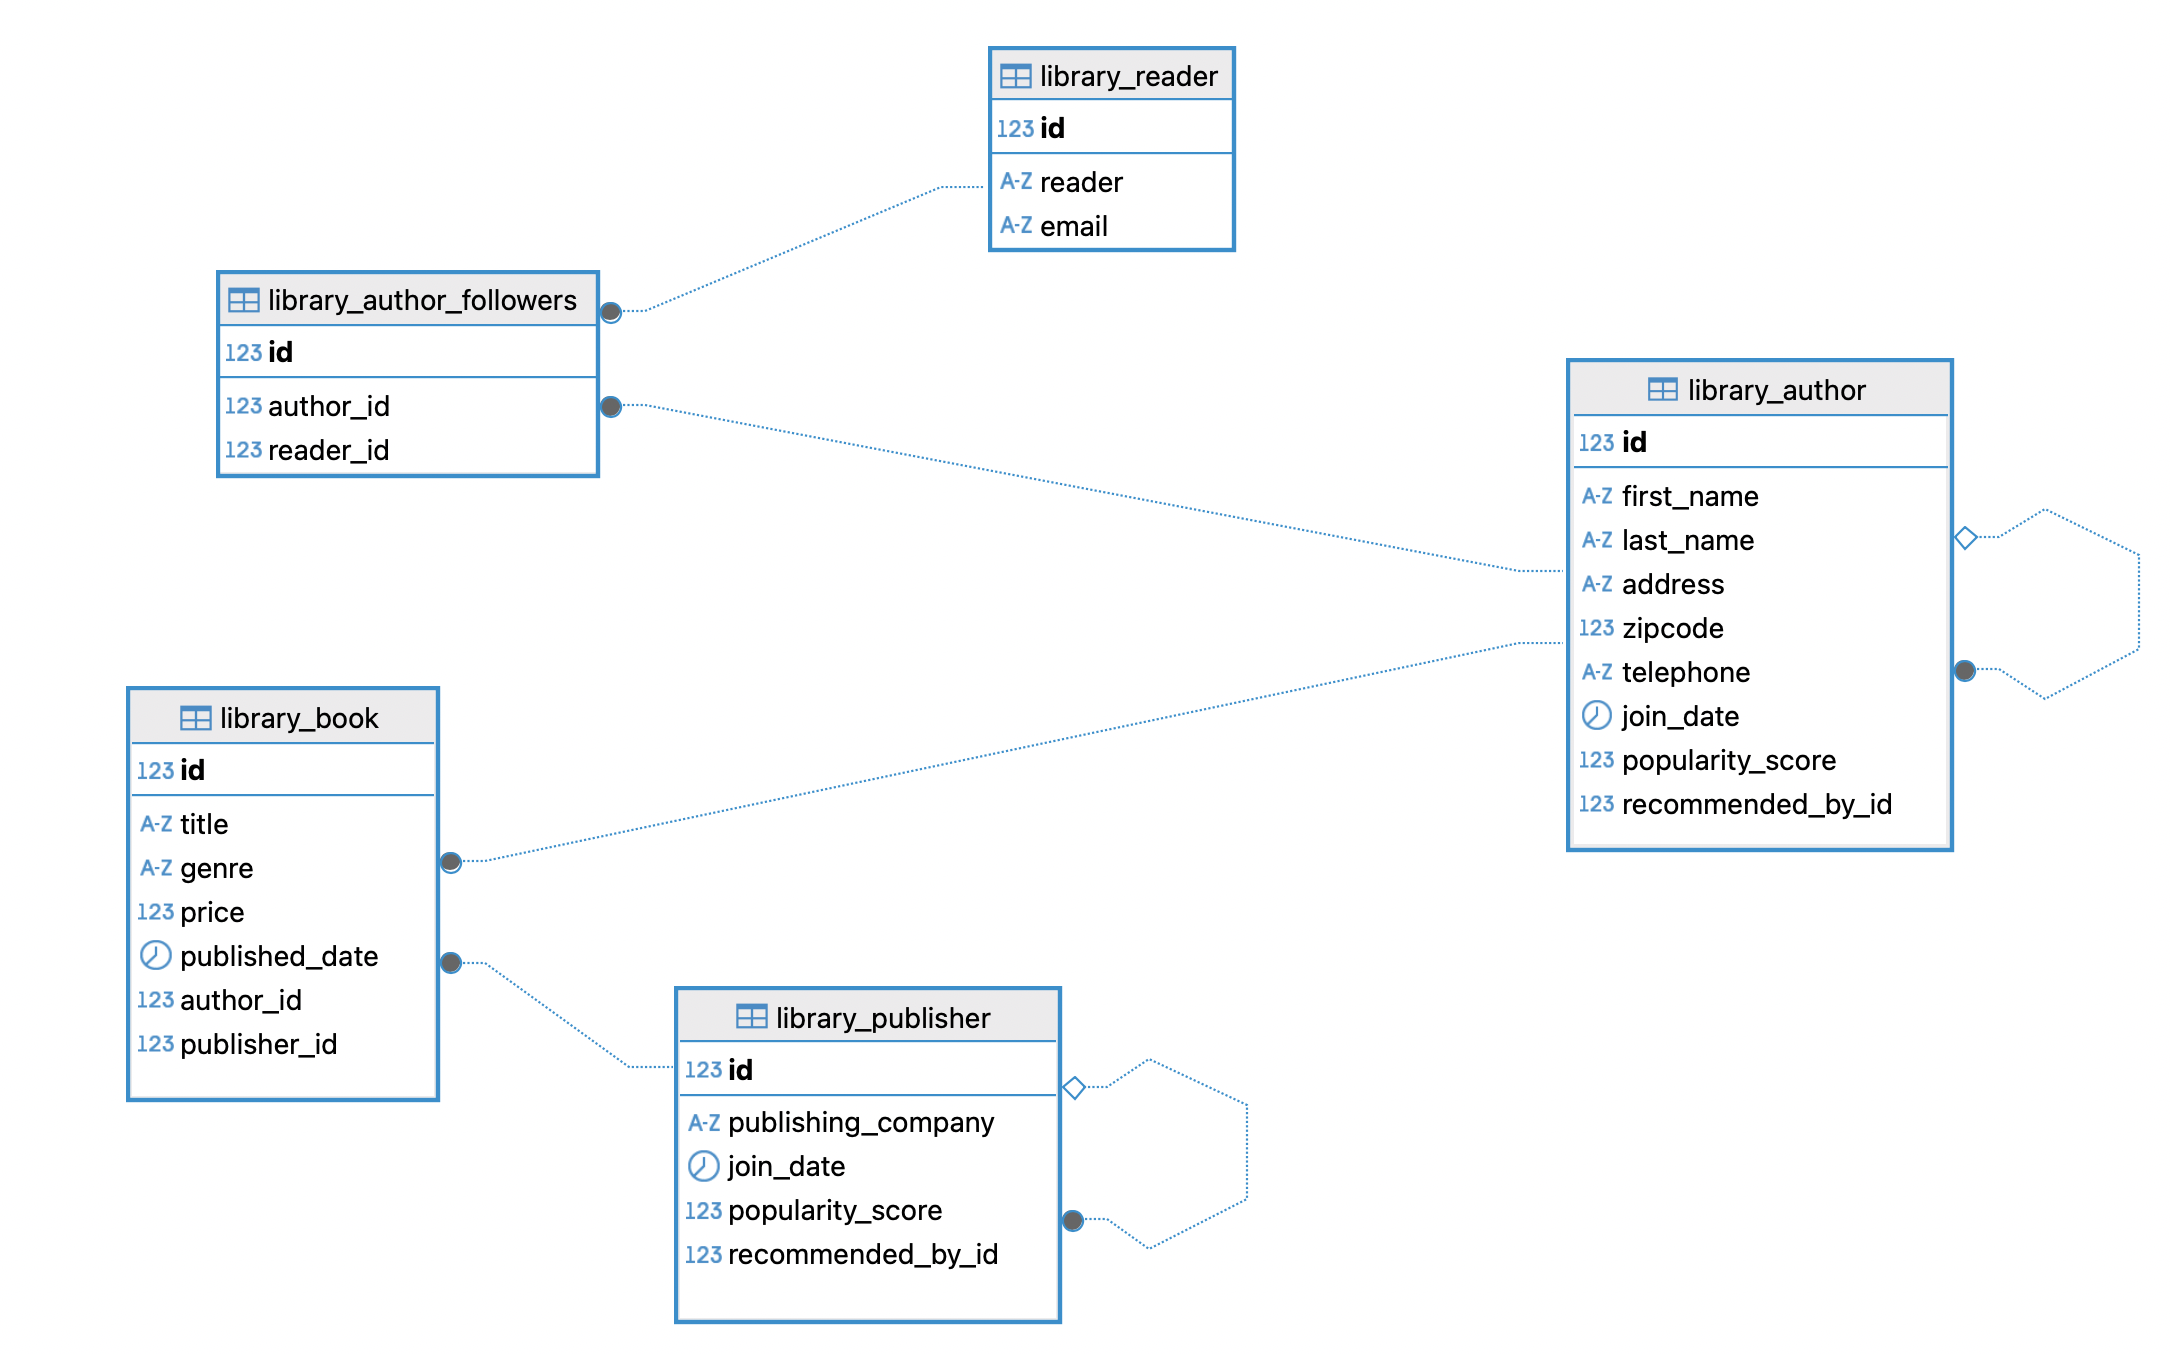 library_reader
123 id
A-Z reader
A-Z email
library_author_followers
123 id
123 author_id
123 reader_id
library_author
123 id
A-Z first_name
A-Z last_name
A-Z address
123 zipcode
A-Z telephone
join_date
123 popularity_score
123 recommended_by_id
library_book
123 id
A-Z title
A-Z genre
123 price
published_date
123 author_id
123 publisher_id
library_publisher
123 id
A-Z publishing_company
join_date
123 popularity_score
123 recommended_by_id